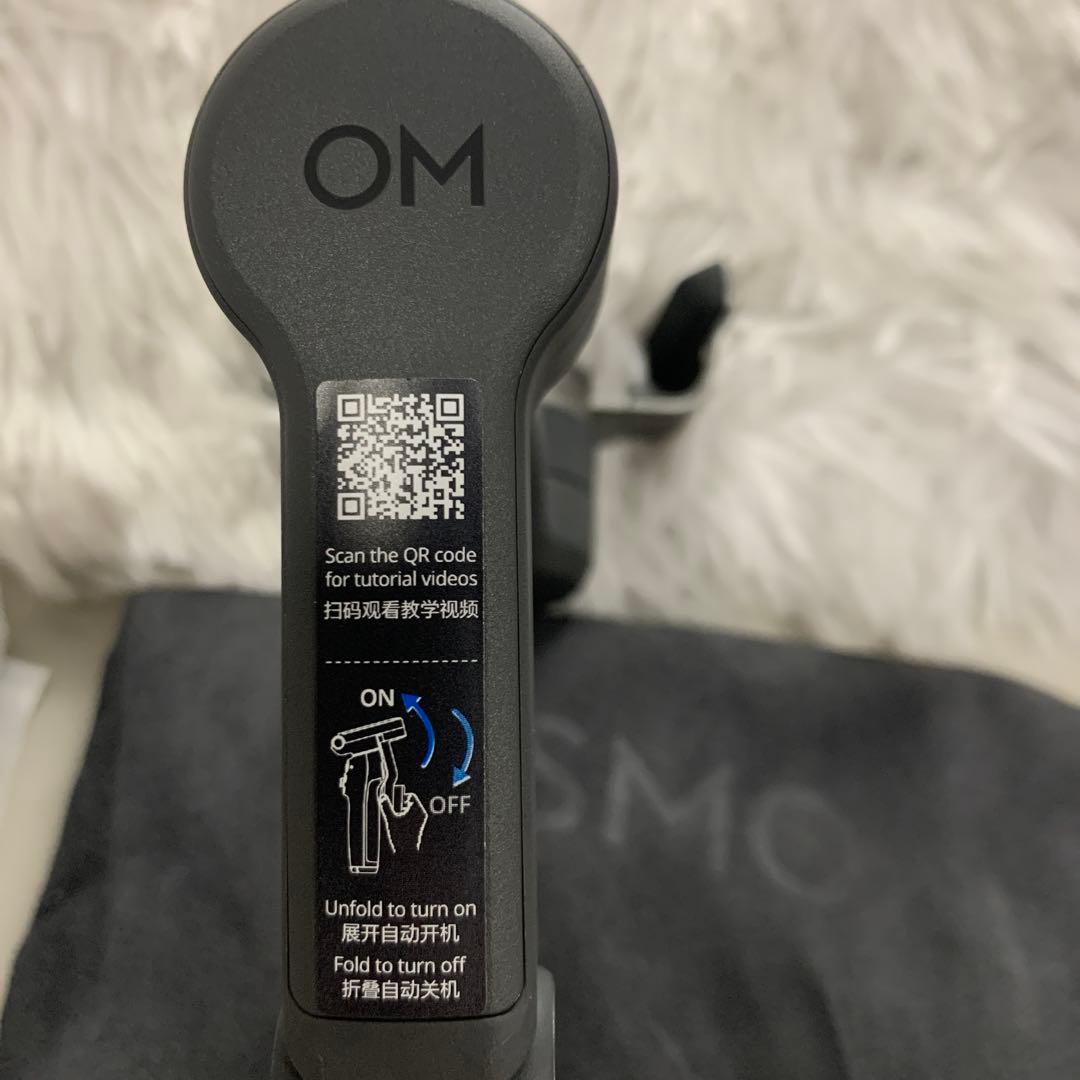 OM
Scan the QR code
for tutorial videos
扫码观看教学视频
ON
OFF
Unfold to turn on
展开自动开机
Fold to turn off
折叠自动关机
SMO